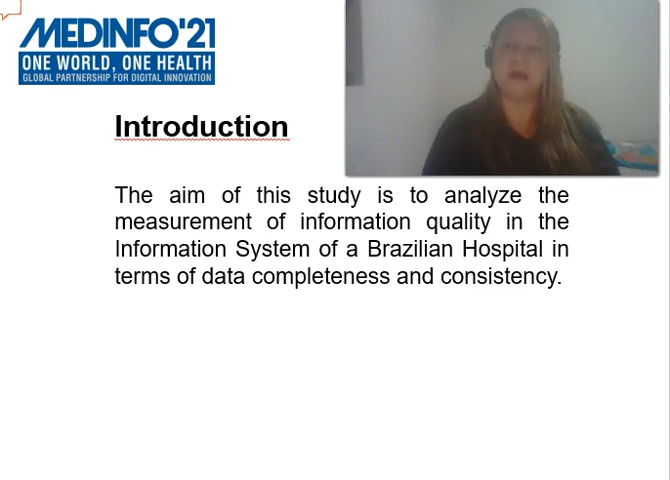 MEDINFO'21
ONE WORLD, ONE HEALTH
GLOBAL PARTNERSHIP FOR DIGITAL INNOVATION
Introduction
The aim of this study is to analyze the
measurement of information quality in the
Information System of a Brazilian Hospital in
terms of data completeness and consistency.